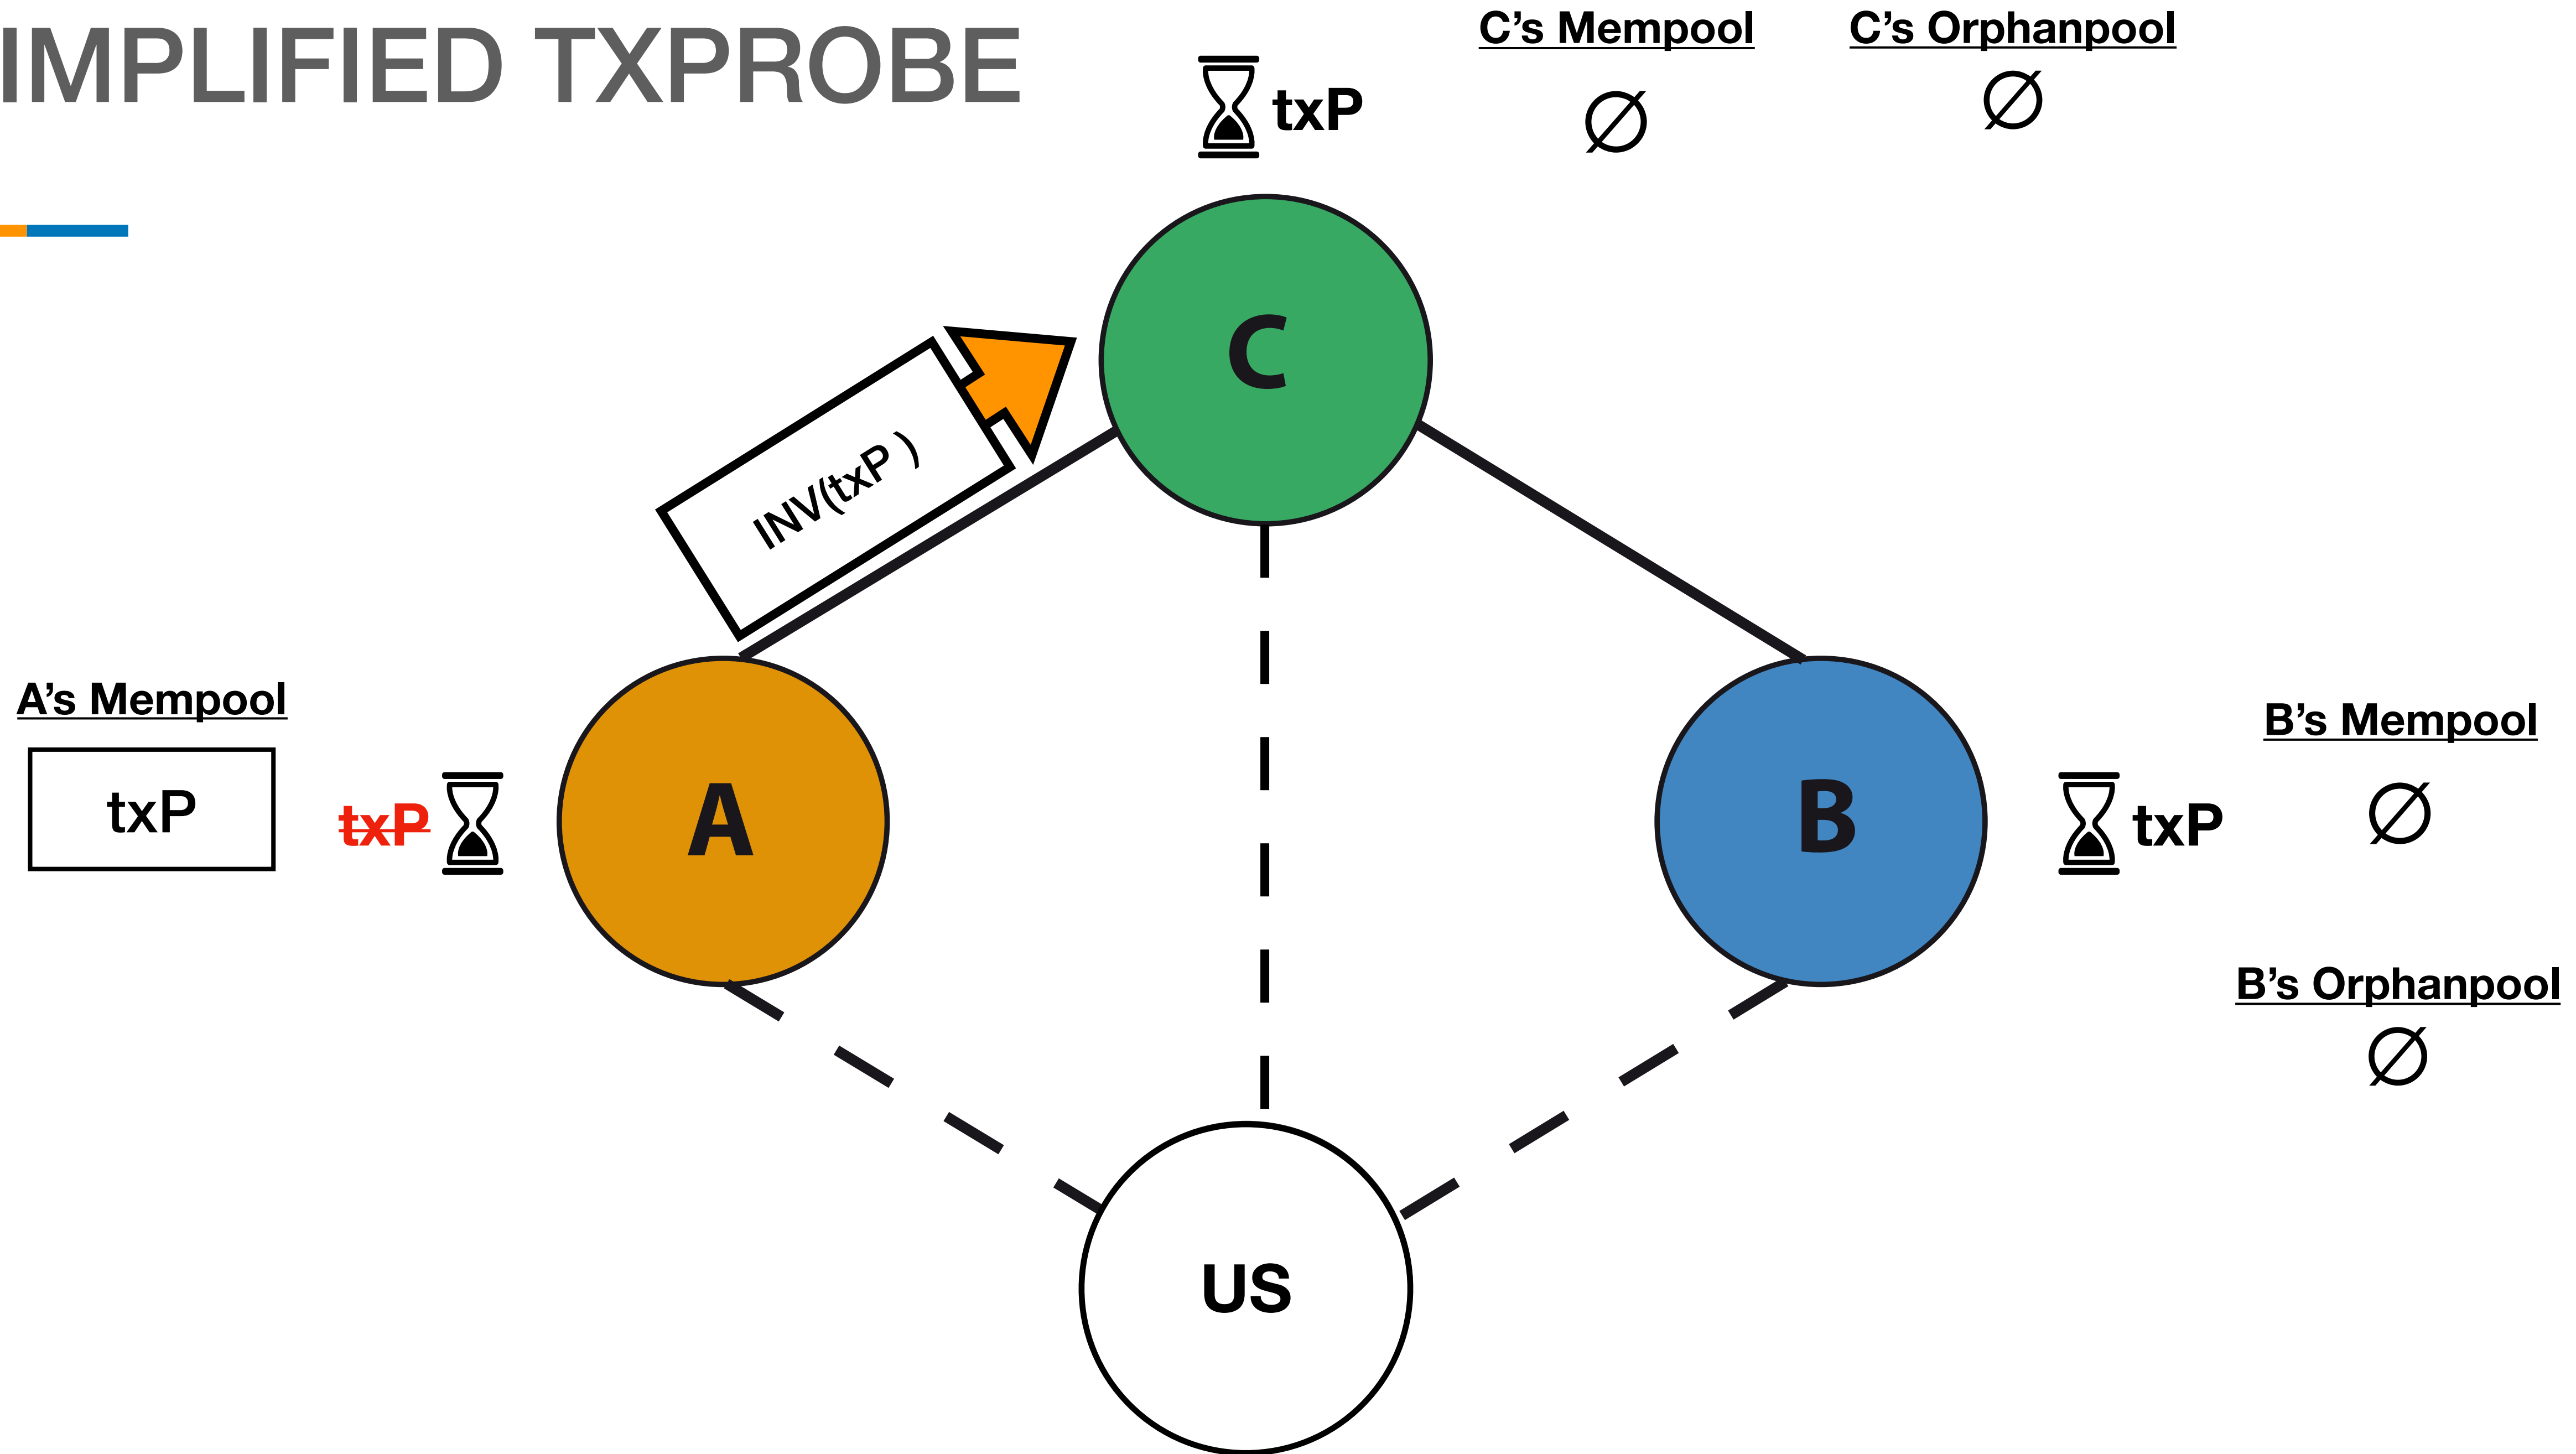 IMPLIFIED TXPROBE
C's Mempool
C's Orphanpool
txP
∅
∅
C
INV(txP )
A's Mempool
txP
txP
A
B
txP
B's Mempool
∅
B's Orphanpool
∅
US